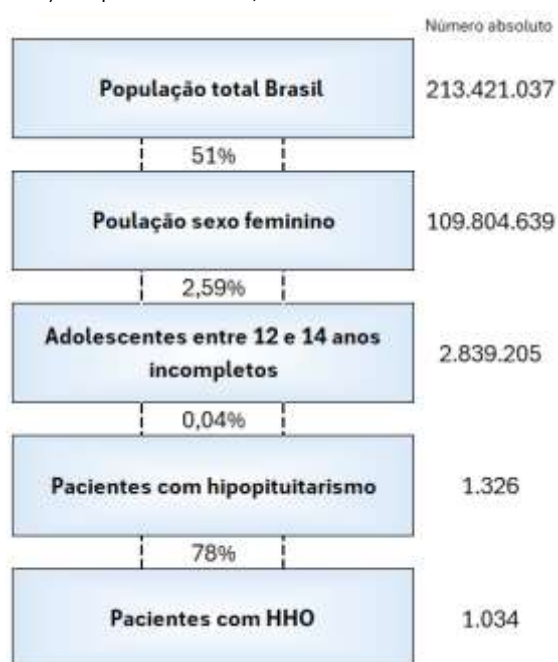 Número absoluto
População total Brasil 213.421.037
51%
Poulação sexo feminino 109.804.639
2,59%
Adolescentes entre 12 e 14 anos
incompletos 2.839.205
0,04%
Pacientes com hipopituitarismo 1.326
78%
Pacientes com HHO 1.034